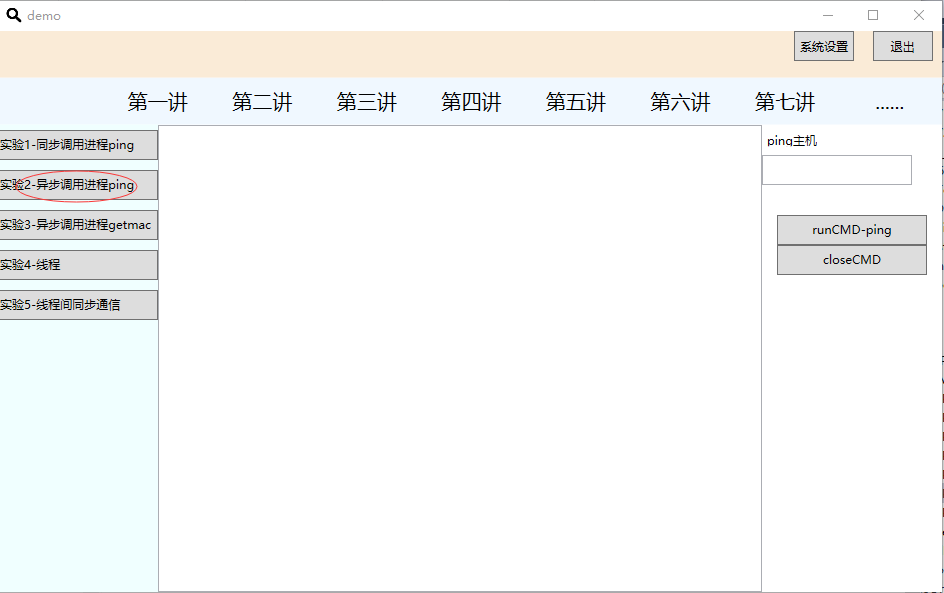 demo
系统设置 退出
第一讲 第二讲 第三讲 第四讲 第五讲 第六讲 第七讲 ......
实验1-同步调用进程ping
实验2-异步调用进程ping
实验3-异步调用进程getmac
实验4-线程
实验5-线程间同步通信
ping主机
runCMD-ping
closeCMD